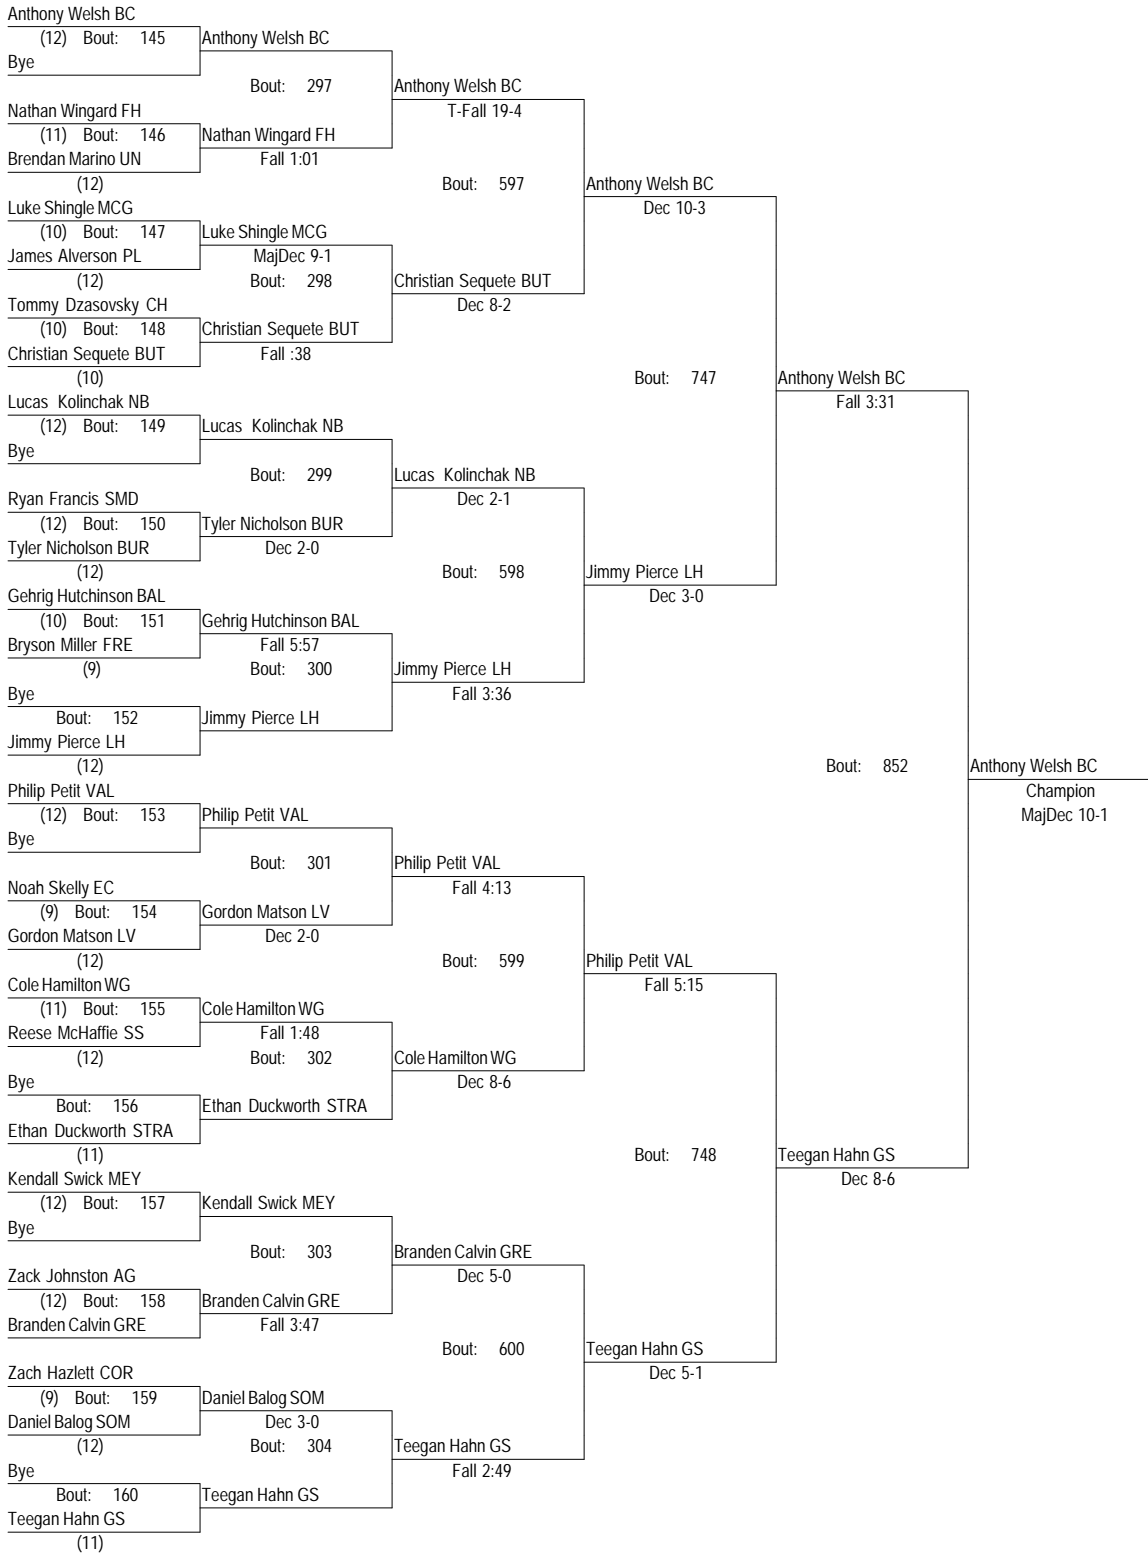 Anthony Welsh BC
(12) Bout: 145 Anthony Welsh BC
Bye
Bout: 297 Anthony Welsh BC
Nathan Wingard FH T-Fall 19-4
(11) Bout: 146 Nathan Wingard FH
Brendan Marino UN Fall 1:01
(12) Bout: 597 Anthony Welsh BC
Luke Shingle MCG Dec 10-3
(10) Bout: 147 Luke Shingle MCG
James Alverson PL MajDec 9-1
(12) Bout: 298 Christian Sequete BUT
Tommy Dzasovsky CH Dec 8-2
(10) Bout: 148 Christian Sequete BUT
Christian Sequete BUT Fall :38
(10) Bout: 747 Anthony Welsh BC
Lucas Kolinchak NB Fall 3:31
(12) Bout: 149 Lucas Kolinchak NB
Bye
Bout: 299 Lucas Kolinchak NB
Ryan Francis SMD Dec 2-1
(12) Bout: 150 Tyler Nicholson BUR
Tyler Nicholson BUR Dec 2-0
(12) Bout: 598 Jimmy Pierce LH
Gehrig Hutchinson BAL Dec 3-0
(10) Bout: 151 Gehrig Hutchinson BAL
Bryson Miller FRE Fall 5:57
(9) Bout: 300 Jimmy Pierce LH
Bye Fall 3:36
Bout: 152 Jimmy Pierce LH
Jimmy Pierce LH
(12) Bout: 852 Anthony Welsh BC
Philip Petit VAL Champion
(12) Bout: 153 Philip Petit VAL MajDec 10-1
Bye
Bout: 301 Philip Petit VAL
Noah Skelly EC Fall 4:13
(9) Bout: 154 Gordon Matson LV
Gordon Matson LV Dec 2-0
(12) Bout: 599 Philip Petit VAL
Cole Hamilton WG Fall 5:15
(11) Bout: 155 Cole Hamilton WG
Reese McHaffie SS Fall 1:48
(12) Bout: 302 Cole Hamilton WG
Bye Dec 8-6
Bout: 156 Ethan Duckworth STRA
Ethan Duckworth STRA
(11) Bout: 748 Teegan Hahn GS
Kendall Swick MEY Dec 8-6
(12) Bout: 157 Kendall Swick MEY
Bye
Bout: 303 Branden Calvin GRE
Zack Johnston AG Dec 5-0
(12) Bout: 158 Branden Calvin GRE
Branden Calvin GRE Fall 3:47
Bout: 600 Teegan Hahn GS
Zach Hazlett COR Dec 5-1
(9) Bout: 159 Daniel Balog SOM
Daniel Balog SOM Dec 3-0
(12) Bout: 304 Teegan Hahn GS
Bye Fall 2:49
Bout: 160 Teegan Hahn GS
Teegan Hahn GS
(11)